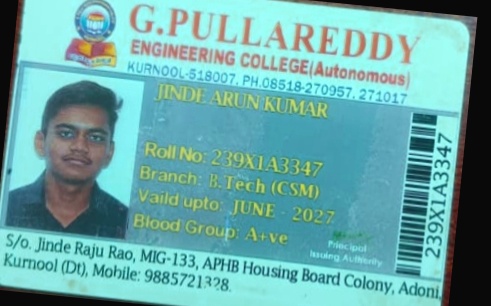 G.PULLAREDDY
ENGINEERING COLLEGE(Autonomous)
KURNOOL-518007, PH.08518-270957, 271017
JINDE ARUN KUMAR
Roll No: 239X1A3347
Branch: B.Tech (CSM)
Vaild upto: JUNE - 2027
Blood Group: A+ve
Principal
Issuing Authority
239X1A3347
S/o. Jinde Raju Rao, MIG-133, APHB Housing Board Colony, Adoni,
Kurnool (Dt), Mobile: 9885721328.